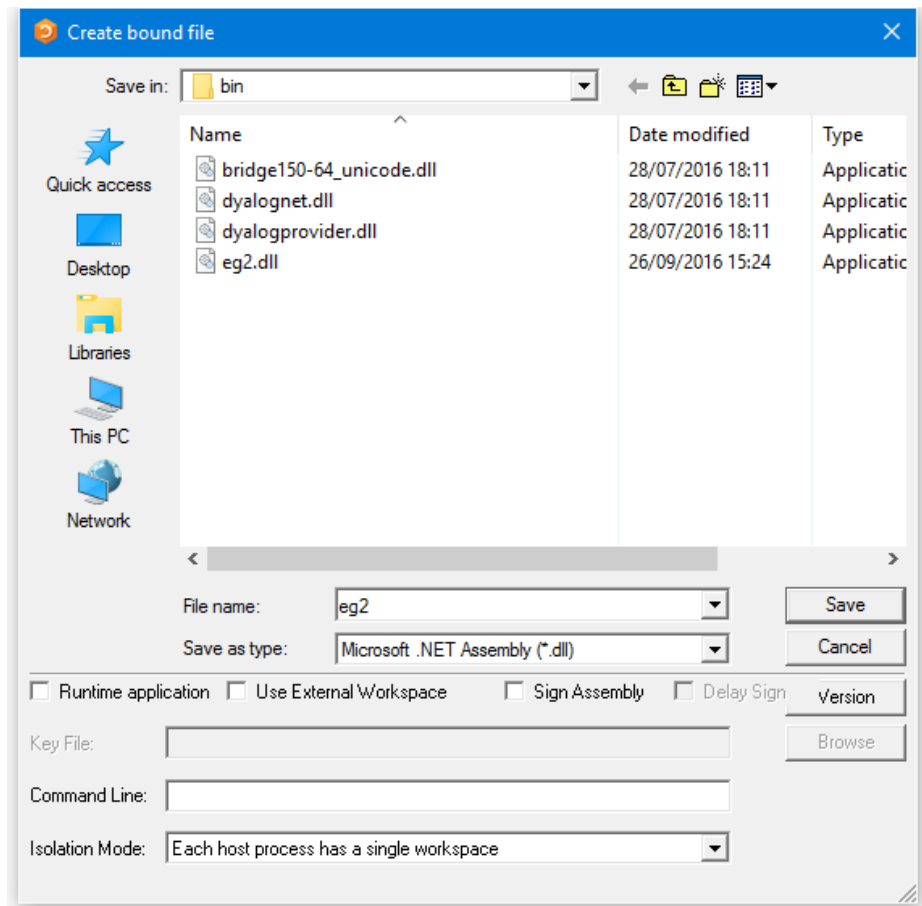 Create bound file
Save in: bin
Name Date modified Type
bridge150-64_unicode.dll 28/07/2016 18:11 Applicatic
dyalognet.dll 28/07/2016 18:11 Applicatic
dyalogprovider.dll 28/07/2016 18:11 Applicatic
eg2.dll 26/09/2016 15:24 Applicatic
Quick access
Desktop
Libraries
This PC
Network
File name: eg2 Save
Save as type: Microsoft .NET Assembly (*.dll) Cancel
Runtime application Use External Workspace Sign Assembly Delay Sign Version
Key File: Browse
Command Line:
Isolation Mode: Each host process has a single workspace